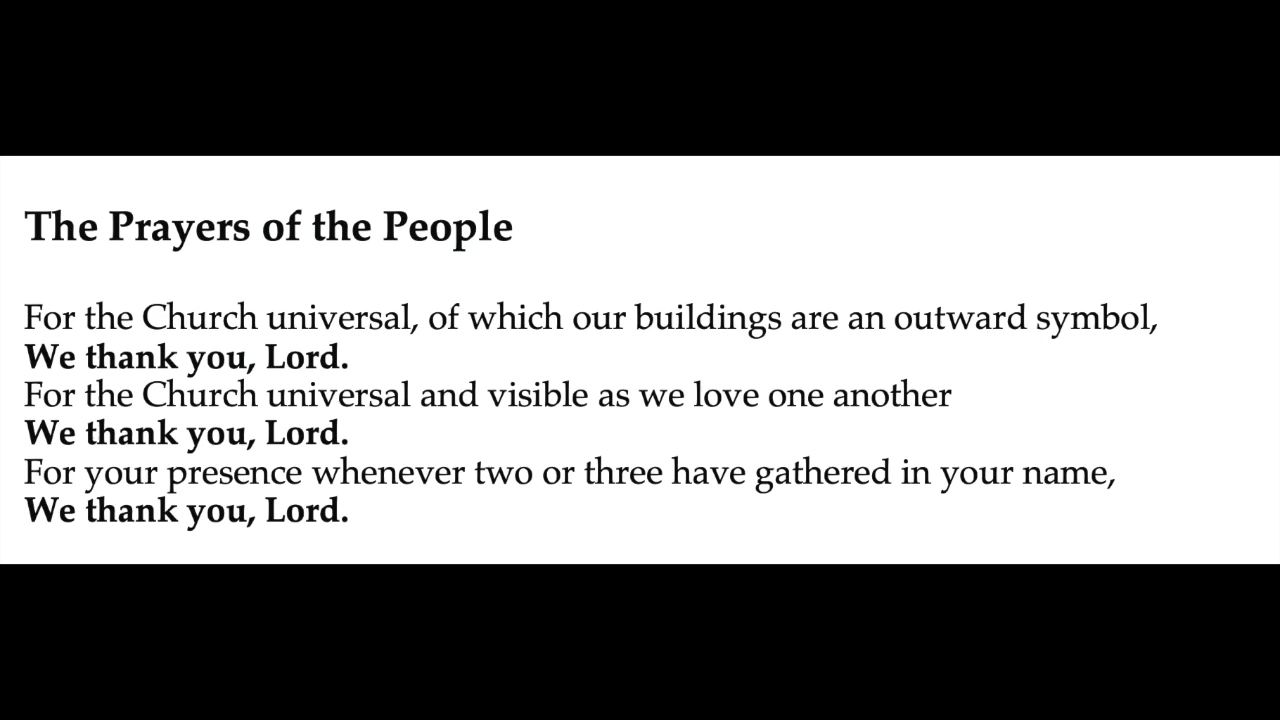 The Prayers of the People
For the Church universal, of which our buildings are an outward symbol,
We thank you, Lord.
For the Church universal and visible as we love one another
We thank you, Lord.
For your presence whenever two or three have gathered in your name,
We thank you, Lord.